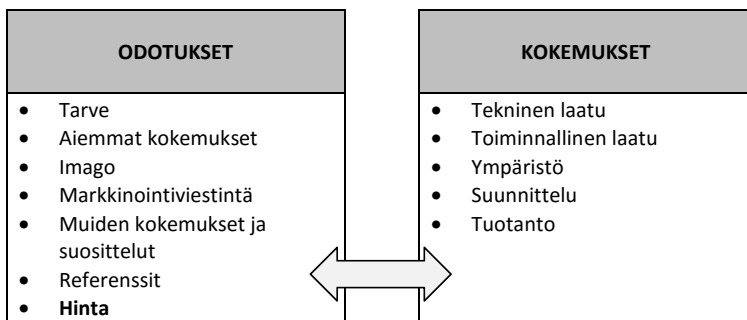 ODOTUKSET
• Tarve
• Aiemmat kokemukset
• Imago
• Markkinointiviestintä
• Muiden kokemukset ja
suosittelut
• Referenssit
• Hinta
KOKEMUKSET
• Tekninen laatu
• Toiminnallinen laatu
• Ympäristö
• Suunnittelu
• Tuotanto